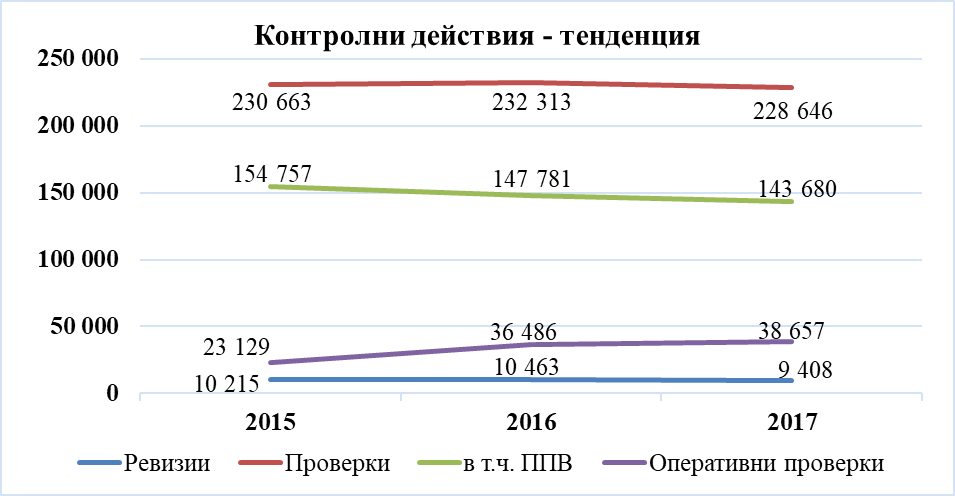 Контролни действия - тенденция
250 000
230 663 232 313 228 646
200 000
154 757 147 781 143 680
150 000
100 000
50 000
23 129 36 486 38 657
10 215 10 463 9 408
0
2015 2016 2017
Ревизии Проверки в т.ч. ППВ Оперативни проверки